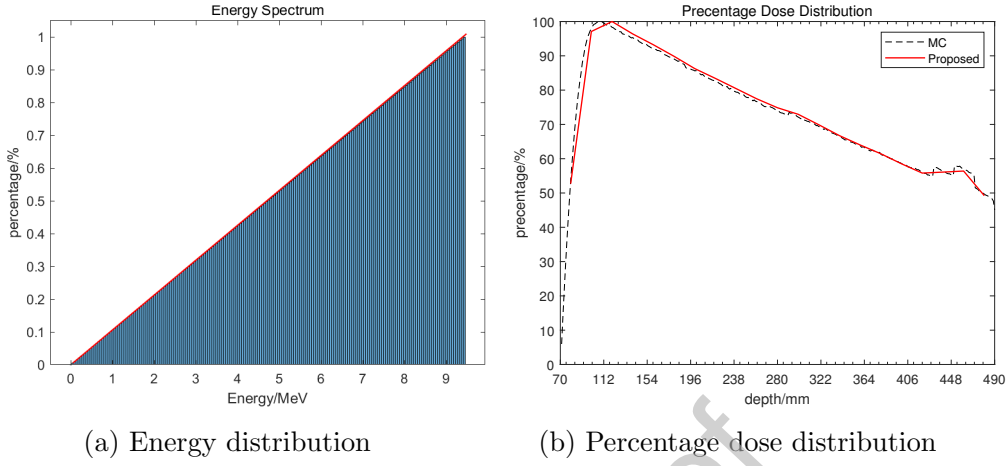 Energy Spectrum
percentage/%
1
0.9
0.8
0.7
0.6
0.5
0.4
0.3
0.2
0.1
0
0 1 2 3 4 5 6 7 8 9
Energy/MeV
(a) Energy distribution
Precentage Dose Distribution
precentage/%
100
90
80
70
60
50
40
30
20
10
0
MC
Proposed
70 112 154 196 238 280 322 364 406 448 490
depth/mm
(b) Percentage dose distribution
of